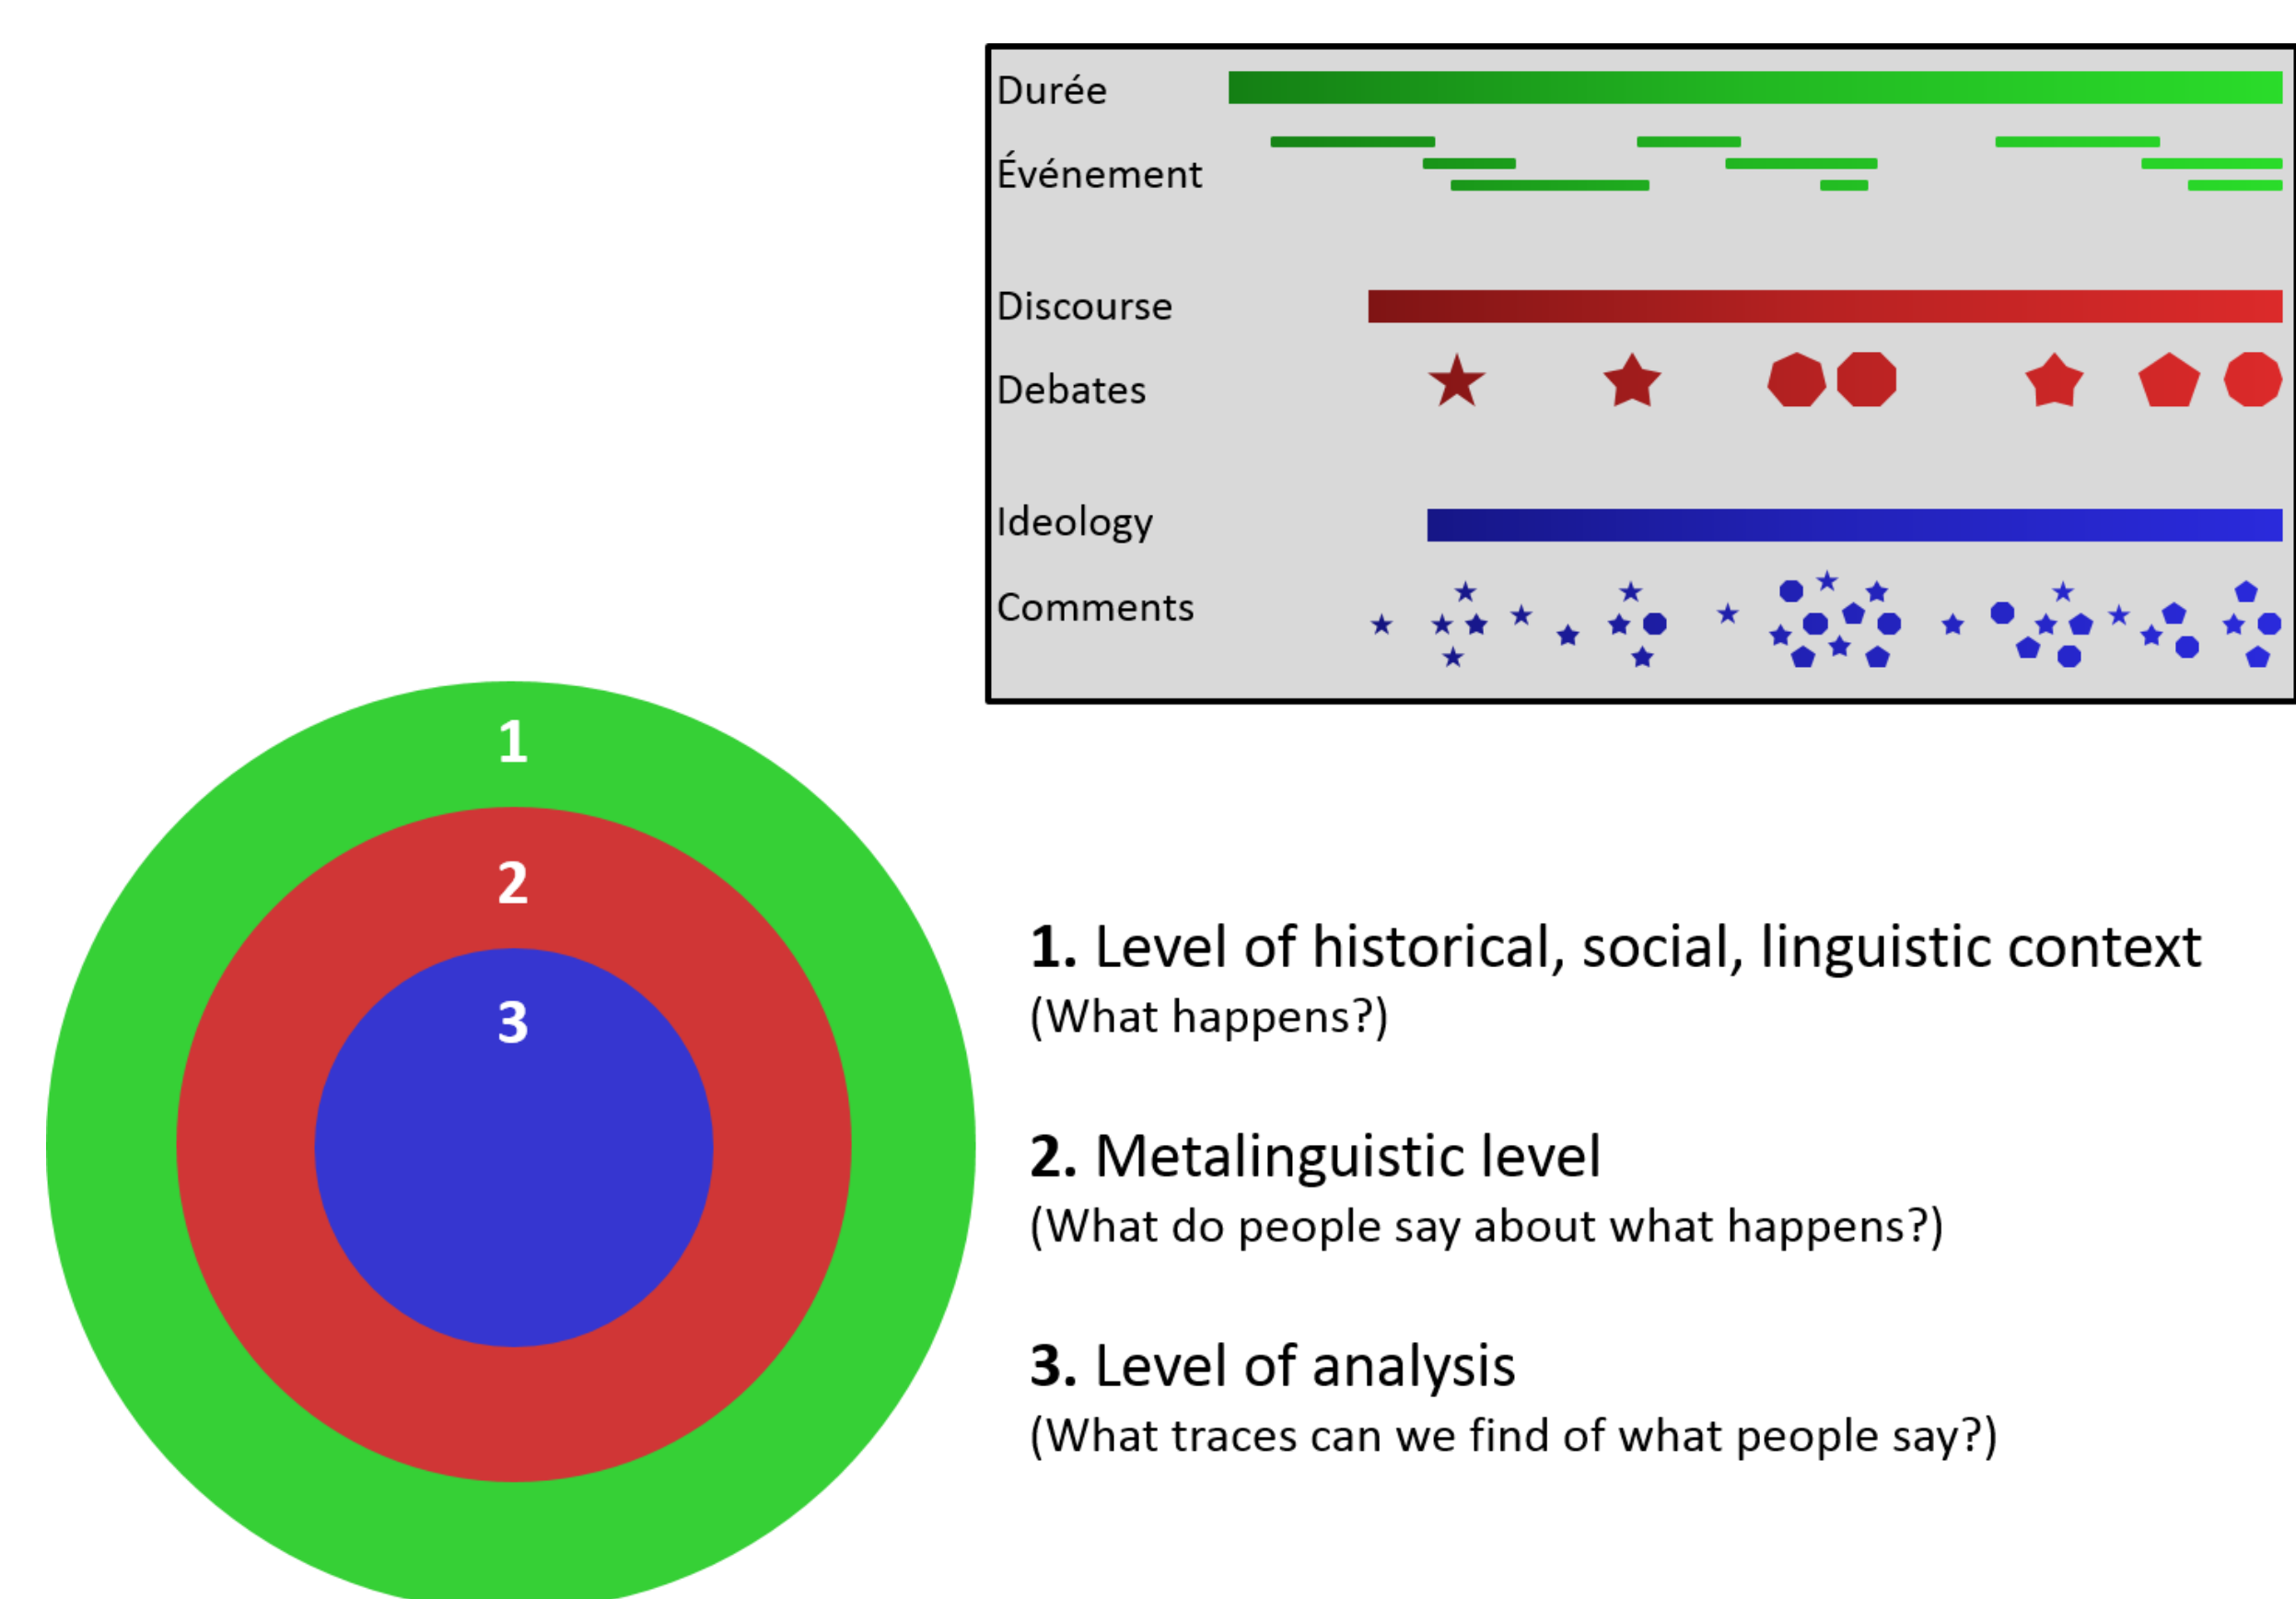 Durée
Événement
Discourse
Debates
Ideology
Comments
1
2
3
1. Level of historical, social, linguistic context
(What happens?)
2. Metalinguistic level
(What do people say about what happens?)
3. Level of analysis
(What traces can we find of what people say?)